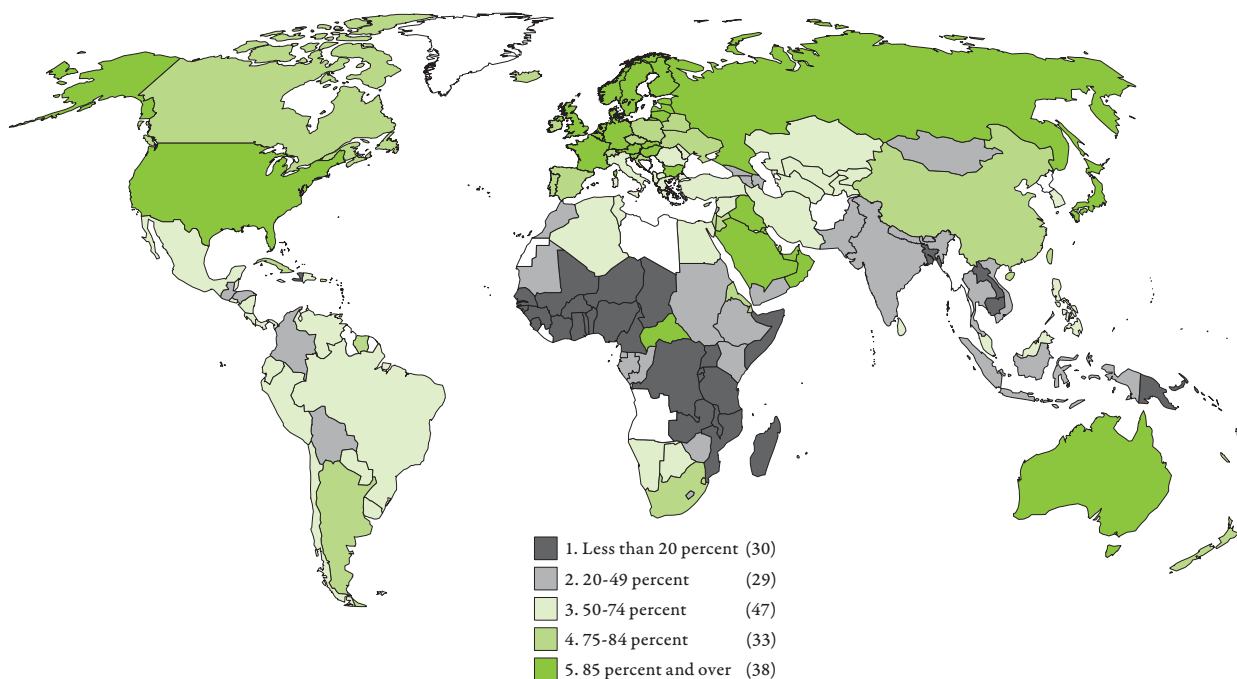 1. Less than 20 percent (30)
2. 20-49 percent (29)
3. 50-74 percent (47)
4. 75-84 percent (33)
5. 85 percent and over (38)